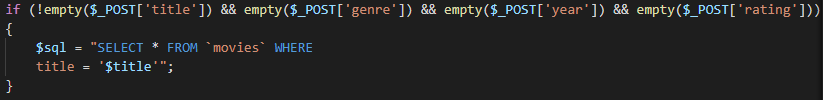 if (!empty($_POST['title']) && empty($_POST['genre']) && empty($_POST['year']) && empty($_POST['rating']))
{
$sql = "SELECT * FROM `movies` WHERE
title = '$title'";
}